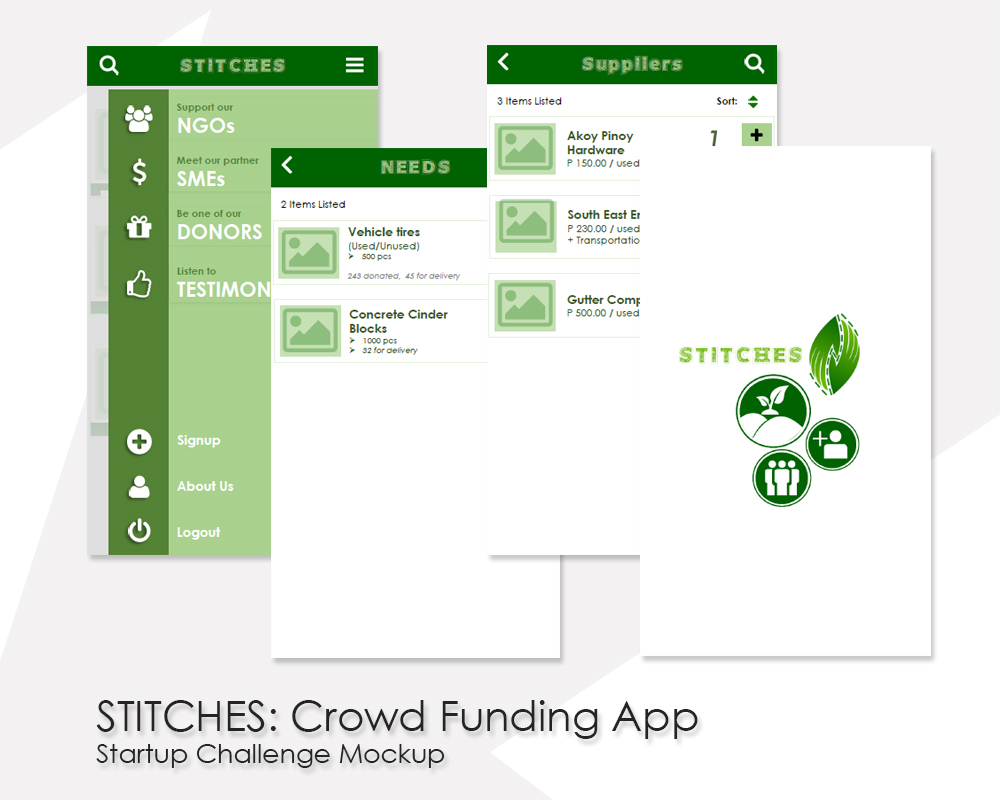 STITCHES
Support our
NGOs
Meet our partner
SMEs
Be one of our
DONORS
Listen to
TESTIMON
Signup
About Us
Logout
NEEDS
2 Items Listed
Vehicle tires
(Used/Unused)
➤ 500 pcs
243 donated, 45 for delivery
Concrete Cinder
Blocks
➤ 1000 pcs
➤ 52 for delivery
Suppliers
3 Items Listed
Sort:
Akoy Pinoy
Hardware
P 150.00 / used
1
South East
P 230.00 / used
+ Transportatio
Gutter Comp
P 500.00 / used
STITCHES
STITCHES: Crowd Funding App
Startup Challenge Mockup